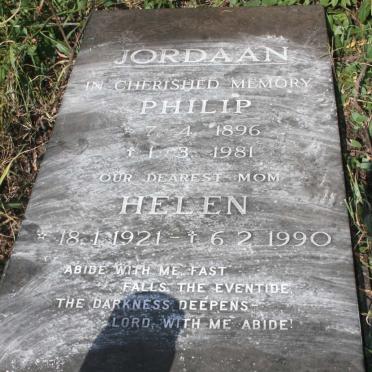 JORDAAN
IN CHERISHED MEMORY
PHILIP
* 7. 4. 1896
† 1. 3. 1981
OUR DEAREST MOM
HELEN
* 18.1.1921 - † 6.2.1990
ABIDE WITH ME, FAST
FALLS, THE EVENTIDE,
THE DARKNESS DEEPENS-
LORD, WITH ME ABIDE!